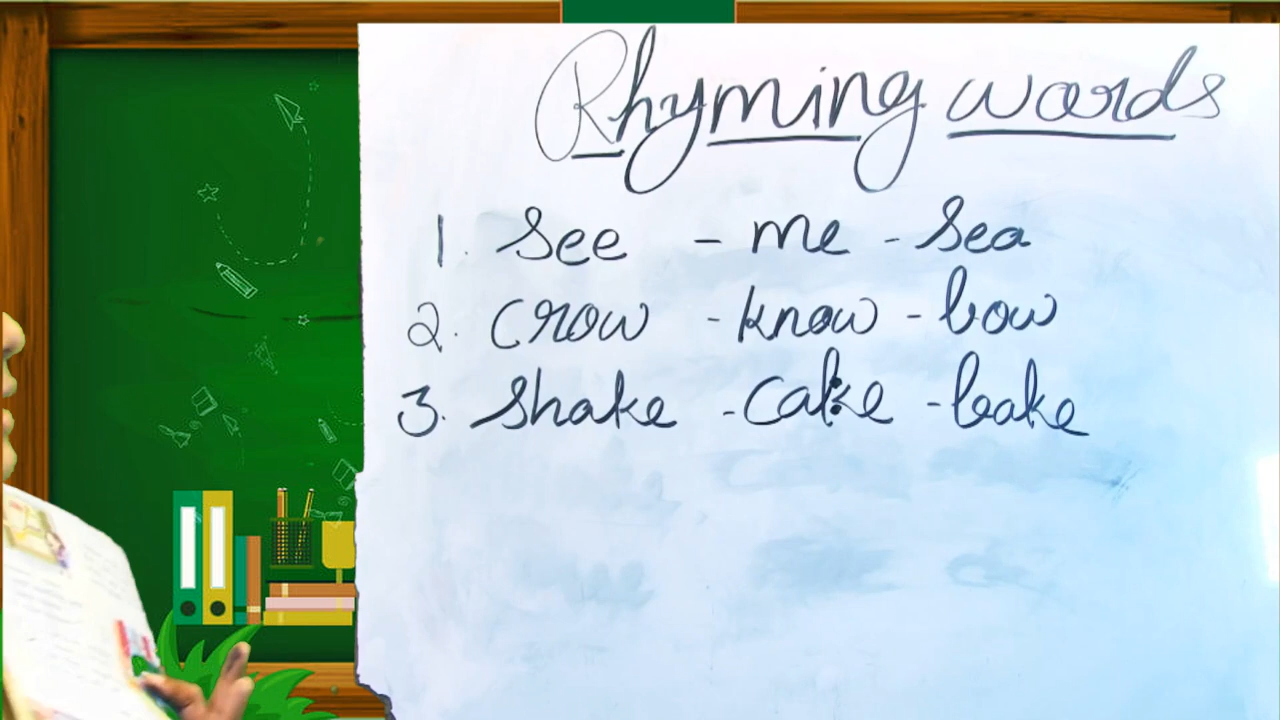 Rhyming words
1. See - me - Sea
2. Crow - know - bow
3. Shake - Cake - bake